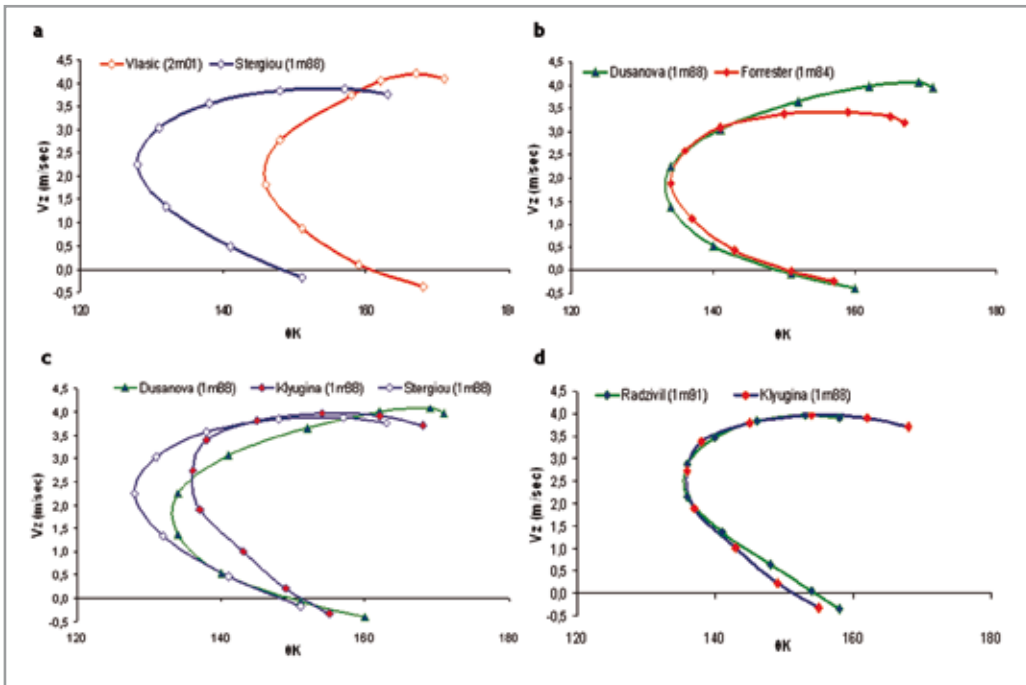 a
Vlasic (2m01) Stergiou (1m88)
4,5
4,0
3,5
3,0
2,5
2,0
1,5
1,0
0,5
0,0
-0,5
Vz (m/sec)
120 140 160 18
θK
b
Dusanova (1m88) Forrester (1m84)
4,5
4,0
3,5
3,0
2,5
2,0
1,5
1,0
0,5
0,0
-0,5
Vz (m/sec)
120 140 160 180
θK
c
Dusanova (1m88) Klyugina (1m88) Stergiou (1m88)
4,5
4,0
3,5
3,0
2,5
2,0
1,5
1,0
0,5
0,0
-0,5
Vz (m/sec)
120 140 160 180
θK
d
Radzivil (1m91) Klyugina (1m88)
4,5
4,0
3,5
3,0
2,5
2,0
1,5
1,0
0,5
0,0
-0,5
Vz (m/sec)
120 140 160 180
θK